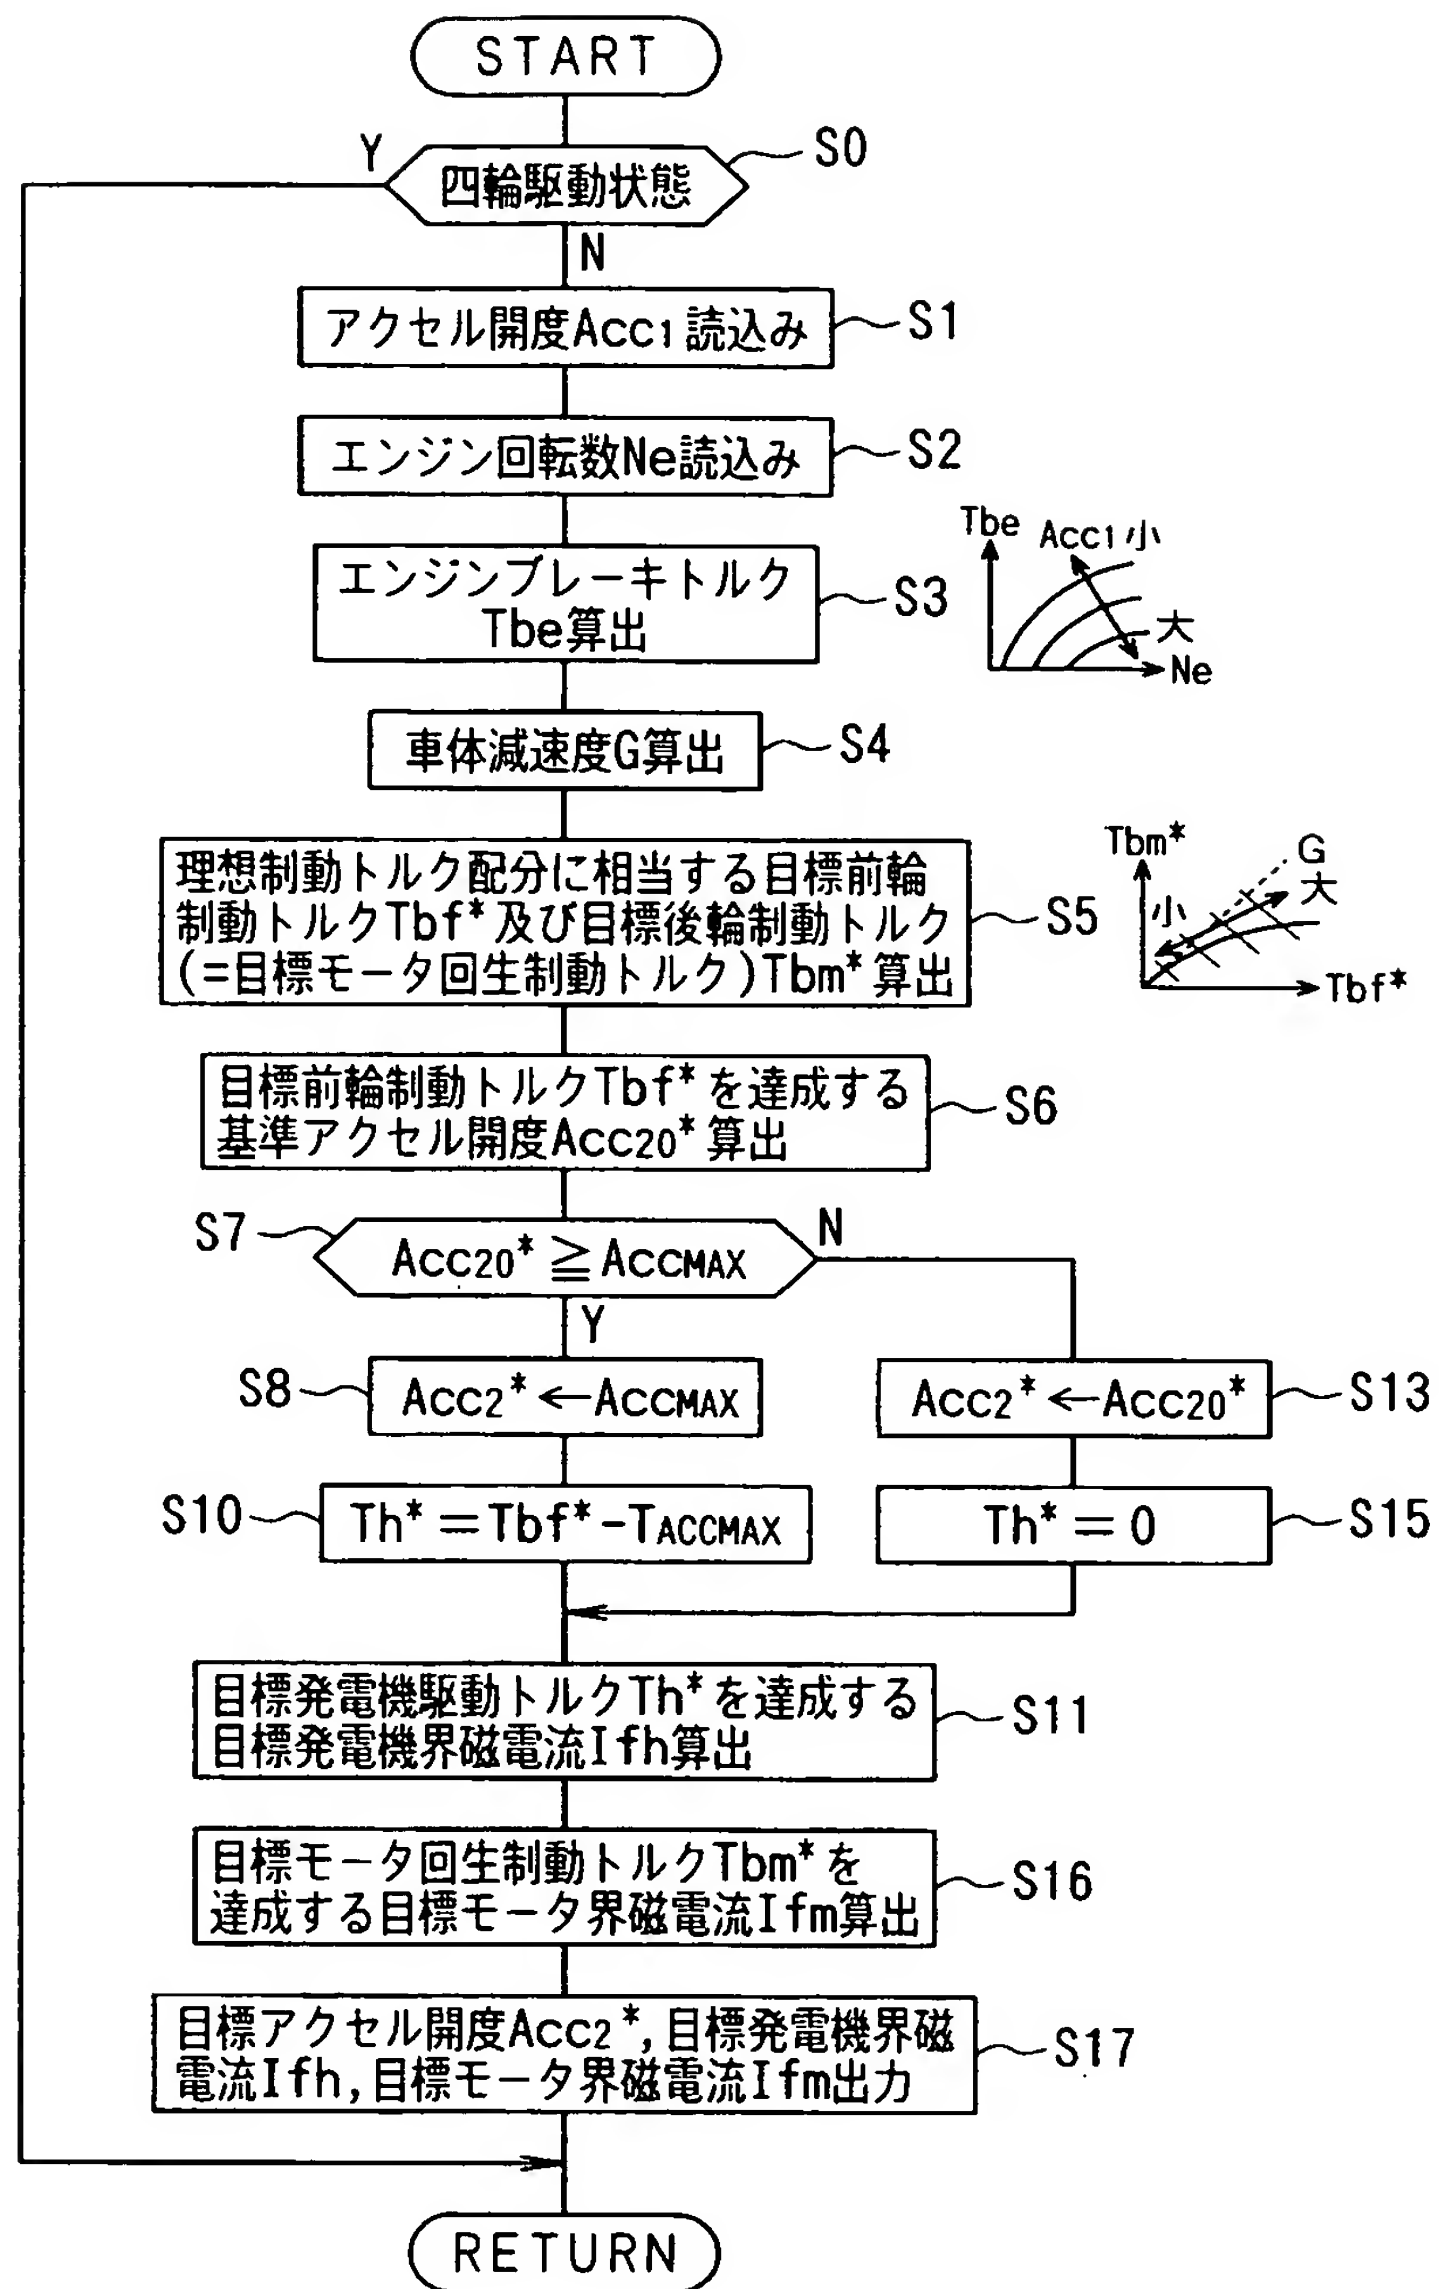 START
Y
四輪駆動状態
S0
N
アクセル開度Acc1 読込み
S1
エンジン回転数Ne読込み
S2
エンジンブレーキトルク
Tbe算出
S3
Tbe
Acc1 小
大
Ne
車体減速度G算出
S4
理想制動トルク配分に相当する目標前輪
制動トルクTbf* 及び目標後輪制動トルク
(=目標モータ回生制動トルク)Tbm* 算出
S5
Tbm*
G
大
小
Tbf*
目標前輪制動トルクTbf* を達成する
基準アクセル開度Acc20* 算出
S6
S7
Acc20* ≧ AccMAX
N
Y
S8
Acc2* ←AccMAX
Acc2* ←Acc20*
S13
S10
Th* =Tbf* -TACCMAX
Th* = 0
S15
目標発電機駆動トルクTh* を達成する
目標発電機界磁電流Ifh算出
S11
目標モータ回生制動トルクTbm* を
達成する目標モータ界磁電流Ifm算出
S16
目標アクセル開度Acc2*,目標発電機界磁
電流Ifh,目標モータ界磁電流Ifm出力
S17
RETURN